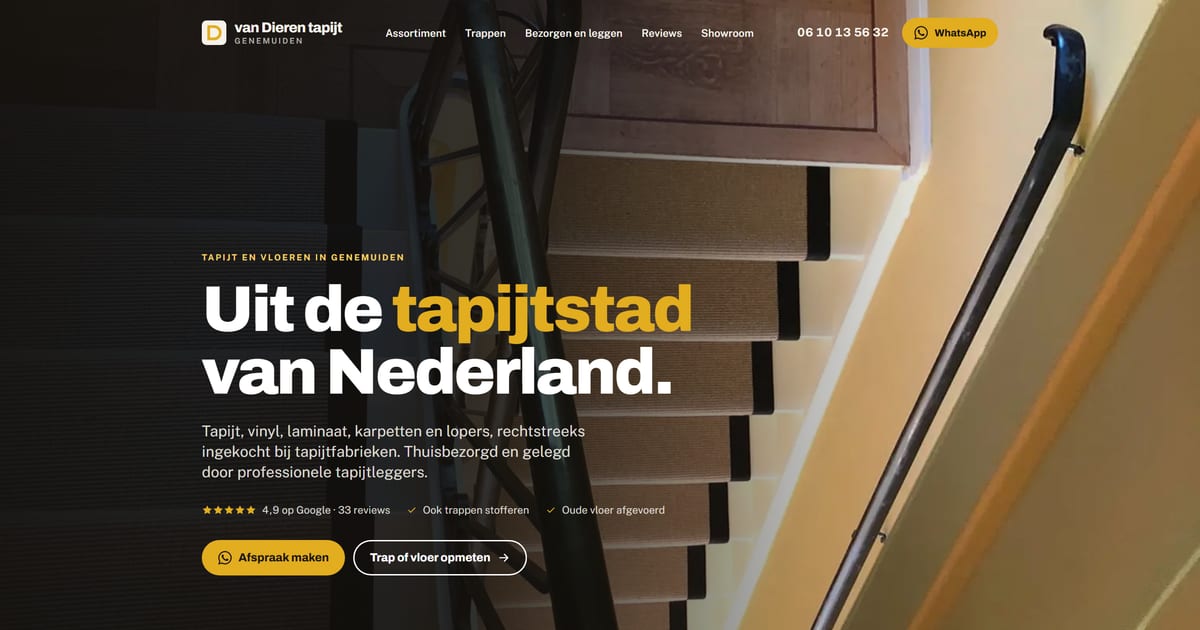 D
van Dieren tapijt
GENEMUIDEN
Assortiment Trappen Bezorgen en leggen Reviews Showroom
06 10 13 56 32
WhatsApp
TAPIJT EN VLOEREN IN GENEMUIDEN
Uit de tapijtstad
van Nederland.
Tapijt, vinyl, laminaat, karpetten en lopers, rechtstreeks
ingekocht bij tapijtfabrieken. Thuisbezorgd en gelegd
door professionele tapijtleggers.
4,9 op Google · 33 reviews
Ook trappen stofferen
Oude vloer afgevoerd
Afspraak maken
Trap of vloer opmeten